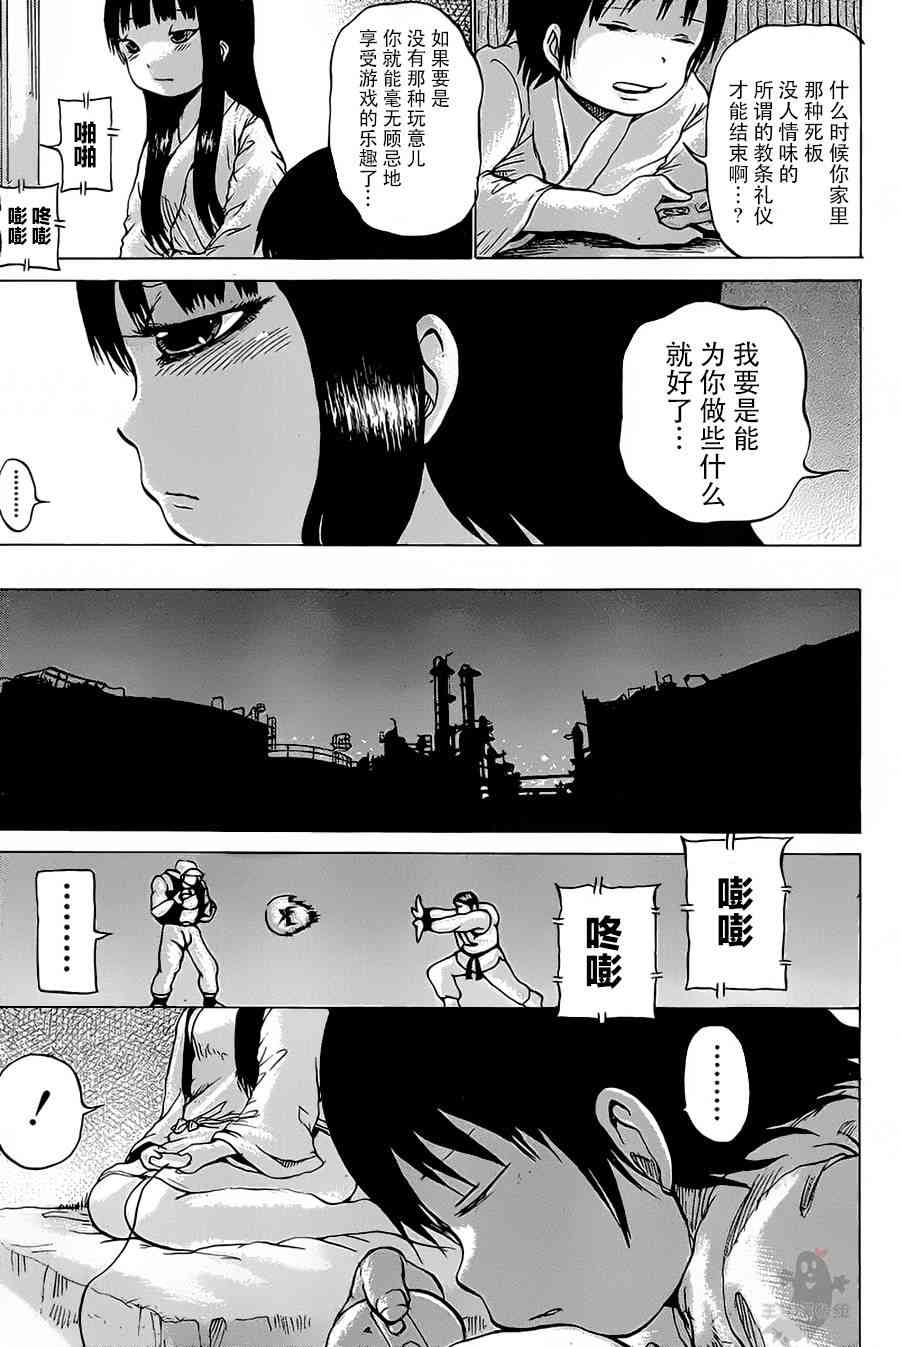 什么时候你家里
那种死板
没人情味的
所谓的教条礼仪
才能结束啊…?
如果要是
没有那种玩意儿
你就能毫无顾忌地
享受游戏的乐趣了…
啪啪
咚嘭
嘭嘭
我要是能
为你做些什么
就好了…
………
嘭嘭
咚嘭
………
………
!